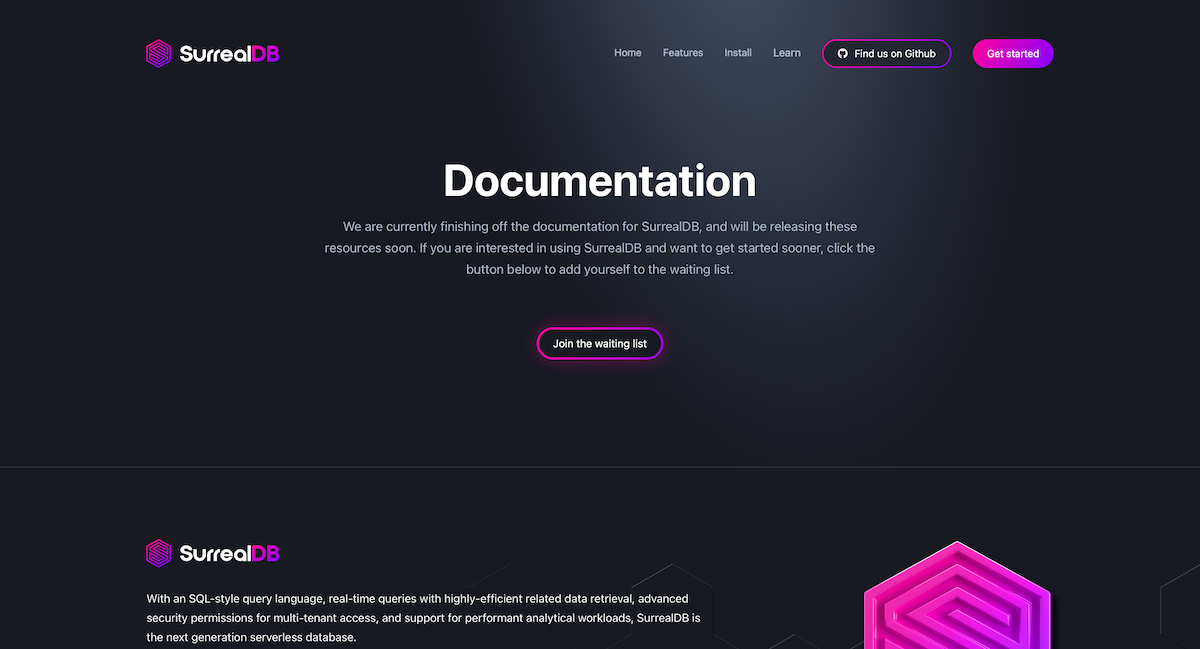 SurrealDB
Home Features Install Learn Find us on Github Get started
Documentation
We are currently finishing off the documentation for SurrealDB, and will be releasing these
resources soon. If you are interested in using SurrealDB and want to get started sooner, click the
button below to add yourself to the waiting list.
Join the waiting list
SurrealDB
With an SQL-style query language, real-time queries with highly-efficient related data retrieval, advanced
security permissions for multi-tenant access, and support for performant analytical workloads, SurrealDB is
the next generation serverless database.